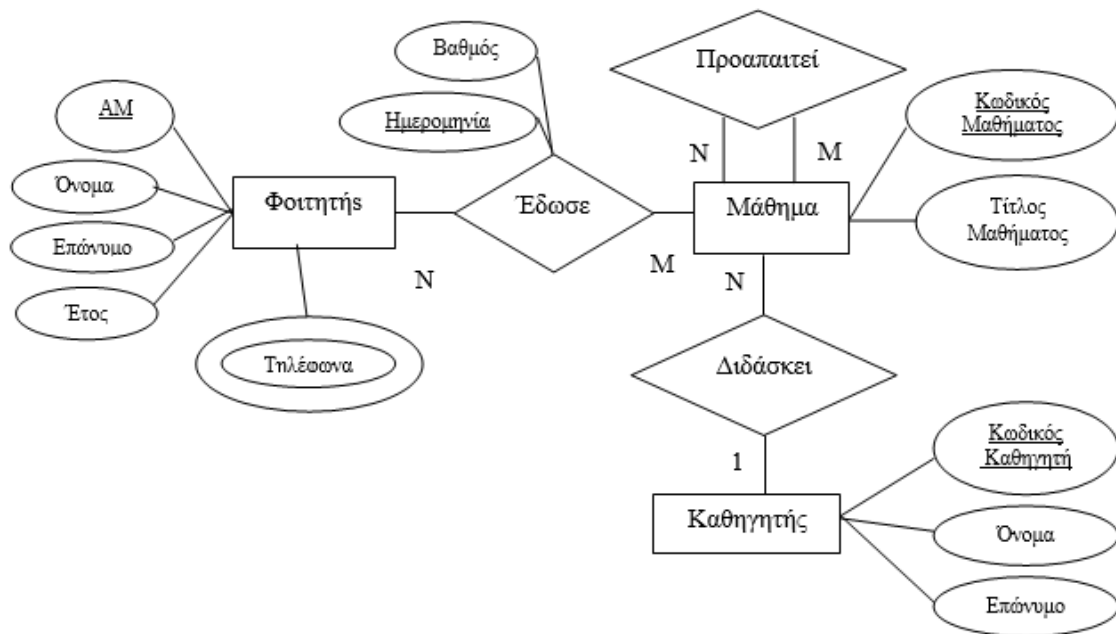 Βαθμός
Προαπαιτεί
ΑΜ
Ημερομηνία
Κωδικός
Μαθήματος
N
M
Όνομα
Φοιτητήs
Έδωσε
Μάθημα
Τίτλος
Μαθήματος
Επώνυμο
N
M
N
Έτος
Τηλέφωνα
Διδάσκει
Κωδικός
Καθηγητή
1
Καθηγητής
Όνομα
Επώνυμο